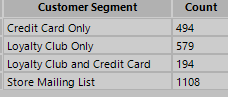 Customer Segment Count
Credit Card Only 494
Loyalty Club Only 579
Loyalty Club and Credit Card 194
Store Mailing List 1108